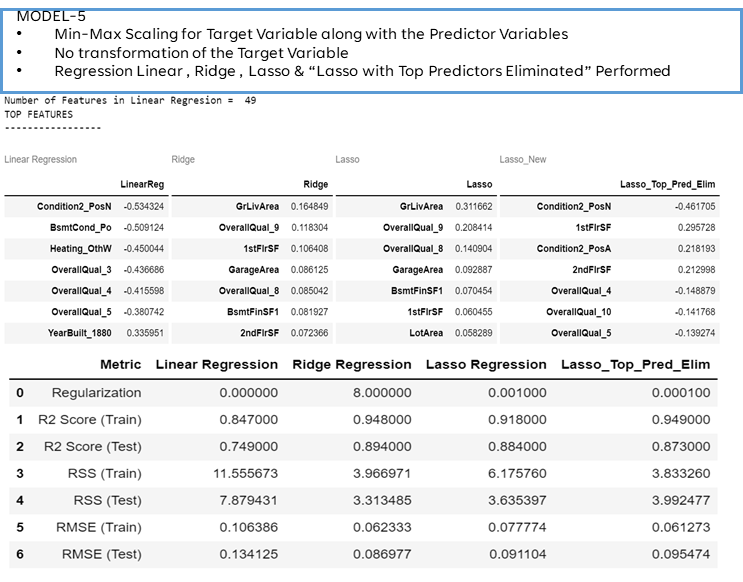 MODEL-5
• Min-Max Scaling for Target Variable along with the Predictor Variables
• No transformation of the Target Variable
• Regression Linear , Ridge , Lasso & “Lasso with Top Predictors Eliminated” Performed
Number of Features in Linear Regresion = 49
TOP FEATURES
-----------------
Linear Regression Ridge Lasso Lasso_New
LinearReg Ridge Lasso Lasso_Top_Pred_Elim
Condition2_PosN -0.534324 GrLivArea 0.164849 GrLivArea 0.311662 Condition2_PosN -0.461705
BsmtCond_Po -0.509124 OverallQual_9 0.118304 OverallQual_9 0.208414 1stFlrSF 0.295728
Heating_OthW -0.450044 1stFlrSF 0.106408 OverallQual_8 0.140904 Condition2_PosA 0.218193
OverallQual_3 -0.436686 GarageArea 0.086125 GarageArea 0.092887 2ndFlrSF 0.212998
OverallQual_4 -0.415598 OverallQual_8 0.085042 BsmtFinSF1 0.070454 OverallQual_4 -0.148879
OverallQual_5 -0.380742 BsmtFinSF1 0.081927 1stFlrSF 0.060455 OverallQual_10 -0.141768
YearBuilt_1880 0.335951 2ndFlrSF 0.072366 LotArea 0.058289 OverallQual_5 -0.139274
Metric Linear Regression Ridge Regression Lasso Regression Lasso_Top_Pred_Elim
0 Regularization 0.000000 8.000000 0.001000 0.000100
1 R2 Score (Train) 0.847000 0.948000 0.918000 0.949000
2 R2 Score (Test) 0.749000 0.894000 0.884000 0.873000
3 RSS (Train) 11.555673 3.966971 6.175760 3.833260
4 RSS (Test) 7.879431 3.313485 3.635397 3.992477
5 RMSE (Train) 0.106386 0.062333 0.077774 0.061273
6 RMSE (Test) 0.134125 0.086977 0.091104 0.095474